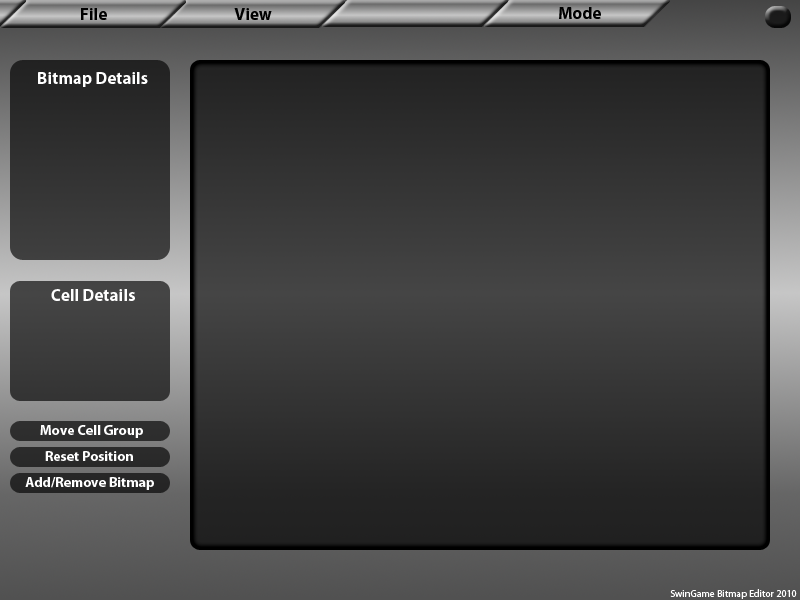 File
View
Mode
Bitmap Details
Cell Details
Move Cell Group
Reset Position
Add/Remove Bitmap
SwinGame Bitmap Editor 2010